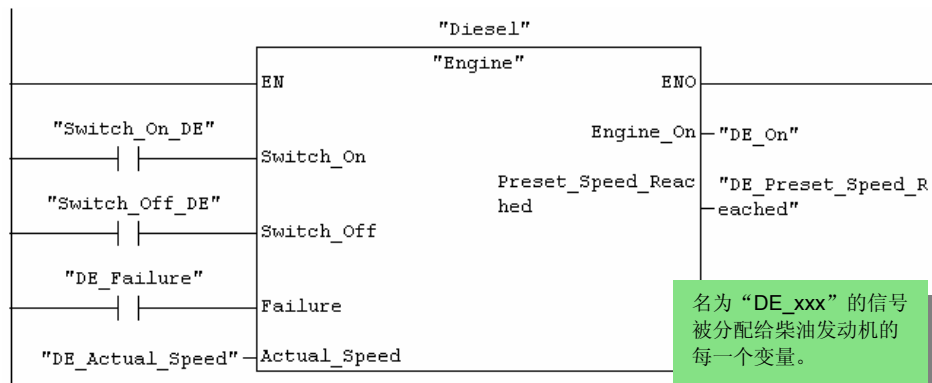 "Diesel"
"Engine"
EN
ENO
"Switch_On_DE"
Switch_On
Engine_On
"DE_On"
"Switch_Off_DE"
Switch_Off
Preset_Speed_Reac
hed
"DE_Preset_Speed_R
eached"
"DE_Failure"
Failure
"DE_Actual_Speed"
Actual_Speed
名为“DE_xxx”的信号
被分配给柴油发动机的
每一个变量。